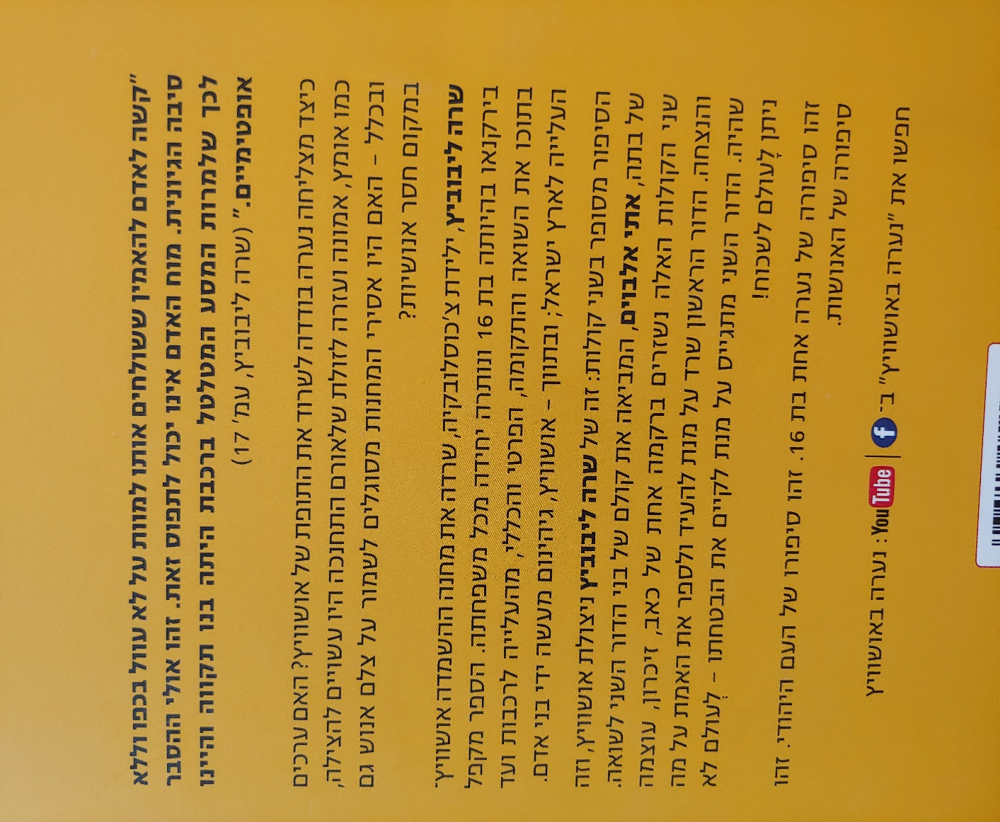 "קשה לאדם להאמין ששולחים אותו למוות על לא עוול בכפו וללא
סיבה הגיונית. מוח האדם אינו יכול לתפוס זאת. זהו אולי ההסבר
לכך שלמרות המסע המטלטל ברכבת הייתה בנו תקווה והיינו
אופטימיים." (שרה ליבוביץ, עמ' 17)
כיצד מצליחה נערה בודדה לשרוד את התופת של אושוויץ? האם ערכים
כמו אומץ, אמונה ועזרה לזולת שלאורם התחנכה היו עשויים להצילה,
ובכלל – האם היו אסירי המחנות מסוגלים לשמור על צלם אנוש גם
במקום חסר אנושיות?
שרה ליבוביץ, ילידת צ'כוסלובקיה, שרדה את מחנה ההשמדה אושוויץ־
בירקנאו בהיותה בת 16 ונותרה יחידה מכל משפחתה. הספר מקפל
בתוכו את השואה והתקומה, הפרטי והכללי, מהעלייה לרכבות ועד
העלייה לארץ ישראל; ובתווך – אושוויץ, גיהינום מעשה ידי בני אדם.
הסיפור מסופר בשני קולות: זה של שרה ליבוביץ ניצולת אושוויץ, וזה
של בתה, אתי אלבוים, המביאה את קולם של בני הדור השני לשואה.
שני הקולות האלה נשזרים ברקמה אחת של כאב, זיכרון, עוצמה
והנצחה. הדור הראשון שרד על מנת להעיד ולספר את האמת על מה
שהיה. הדור השני מתגייס על מנת לקיים את הבטחתו – לְעולם לא
ניתן לָעולם לשכוח!
זהו סיפורה של נערה אחת בת 16. זהו סיפורו של העם היהודי. זהו
סיפורה של האנושות.
חפשו את "נערה באושוויץ" ב־ f | YouTube : נערה באושוויץ